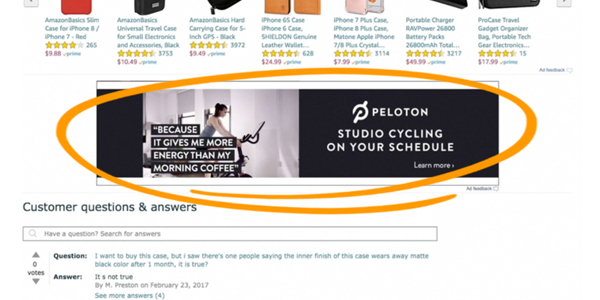 AmazonBasics Slim
Case for iPhone 8 /
iPhone 7 - Red
265
$9.88 prime
AmazonBasics
Universal Travel Case
for Small Electronics
and Accessories, Black
3753
$10.49 prime
AmazonBasics Hard
Carrying Case for 5-
inch GPS - Black
3972
$9.49 prime
iPhone 6S Case
iPhone 6 Case,
SHELDON Genuine
Leather Wallet…
628
$24.99 prime
iPhone 7 Plus Case,
iPhone 8 Plus Case,
Matone Apple iPhone
7/8 Plus Crystal…
3114
$7.99 prime
Portable Charger
RAVPower 26800
Battery Packs
26800mAh Total…
3217
$49.99 prime
ProCase Travel
Gadget Organizer
Bag, Portable Tech
Gear Electronics…
15
$17.99 prime
Ad feedback
"BECAUSE
IT GIVES ME MORE
ENERGY THAN MY
MORNING COFFEE"
PELOTON
STUDIO CYCLING
ON YOUR SCHEDULE
Learn more ›
Ad feedback
Customer questions & answers
Have a question? Search for answers
0
votes
Question: I want to buy this case, but i saw there's one people saying the inner finish of this case wears away matte
black color after 1 month, it is true?
Answer: It s not true
By M. Preston on February 23, 2017
See more answers (4)